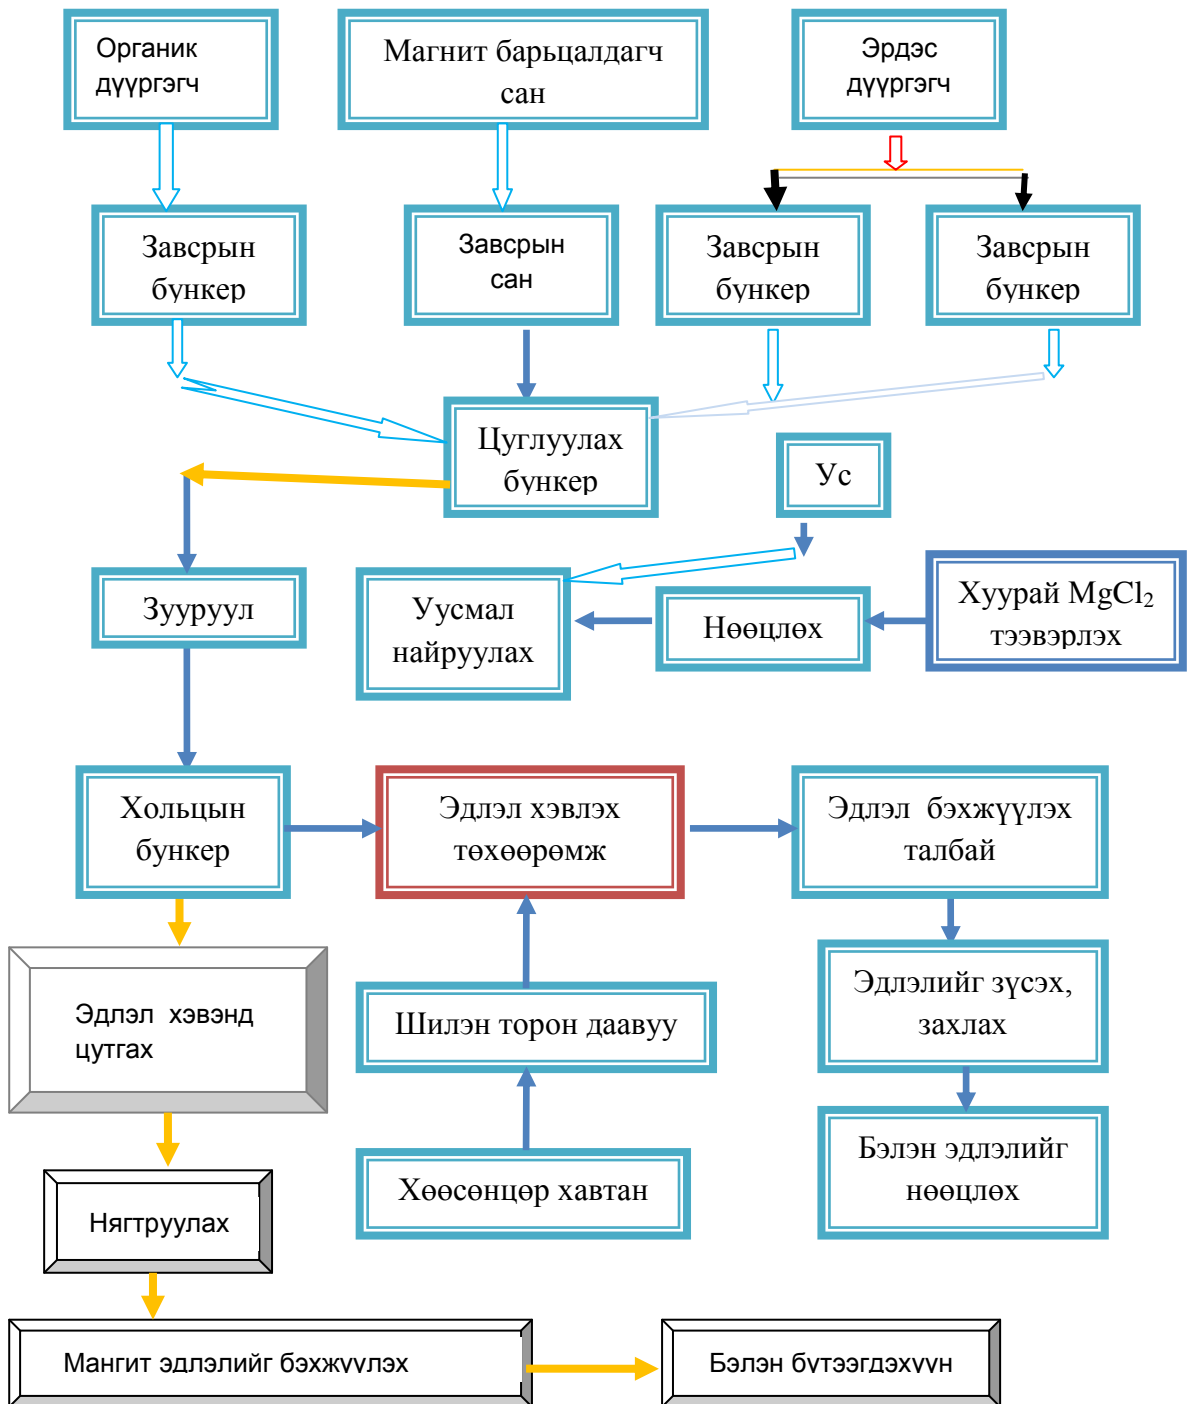 Органик
дүүргэгч
Магнит барьцалдагч
сан
Эрдэс
дүүргэгч
Завсрын
бункер
Завсрын
сан
Завсрын
бункер
Завсрын
бункер
Цуглуулах
бункер
Ус
Зууруул
Уусмал
найруулах
Нөөцлөх
Хуурай MgCl₂
тээвэрлэх
Хольцын
бункер
Эдлэл хэвлэх
төхөөрөмж
Эдлэл бэхжүүлэх
талбай
Эдлэл хэвэнд
цутгах
Шилэн торон даавуу
Эдлэлийг зүсэх,
захлах
Нягтруулах
Хөөсөнцөр хавтан
Бэлэн эдлэлийг
нөөцлөх
Мангит эдлэлийг бэхжүүлэх
Бэлэн бүтээгдэхүүн